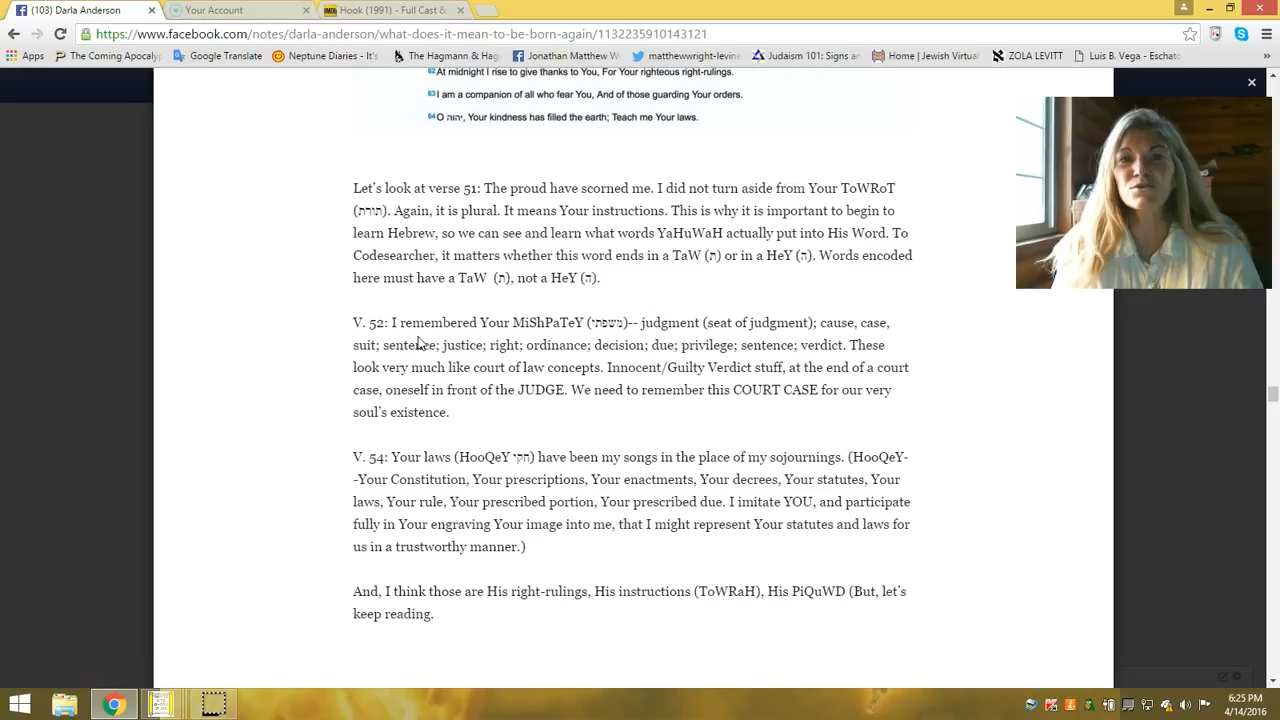 (103) Darla Anderson
Your Account
Hook (1991) - Full Cast &
https://www.facebook.com/notes/darla-anderson/what-does-it-mean-to-be-born-again/1132235910143121
Apps The Coming Apocalyp Google Translate Neptune Diaries : The Hagmann & Hag Jonathan ZOLA LEVITT matthewwright-leviny Judaism 101: Signs an Home | Jewish Virtual ZOLA LEVITT Luis B. Vega - Eschato
62 At midnight I rise to give thanks to You, For Your righteous right-rulings.
63 I am a companion of all who fear You, And of those guarding Your orders.
64 O יהוה, Your kindness has filled the earth; Teach me Your laws.
Let's look at verse 51: The proud have scorned me. I did not turn aside from Your ToWRoT
(תורת). Again, it is plural. It means Your instructions. This is why it is important to begin to
learn Hebrew, so we can see and learn what words YaHuWaH actually put into His Word. To
Codesearcher, it matters whether this word ends in a TaW (ת) or in a HeY (ה). Words encoded
here must have a TaW (ת), not a HeY (ה).
V. 52: I remembered Your MiShPaTeY (משפתי)-- judgment (seat of judgment); cause, case,
suit; sentence; justice; right; ordinance; decision; due; privilege; sentence; verdict. These
look very much like court of law concepts. Innocent/Guilty Verdict stuff, at the end of a court
case, oneself in front of the JUDGE. We need to remember this COURT CASE for our very
soul's existence.
V. 54: Your laws (HooQeY חקי) have been my songs in the place of my sojournings. (HooQeY-
-Your Constitution, Your prescriptions, Your enactments, Your decrees, Your statutes, Your
laws, Your rule, Your prescribed portion, Your prescribed due. I imitate YOU, and participate
fully in Your engraving Your image into me, that I might represent Your statutes and laws for
us in a trustworthy manner.)
And, I think those are His right-rulings, His instructions (ToWRaH), His PiQuWD (But, let's
keep reading.
6:25 PM
4/14/2016